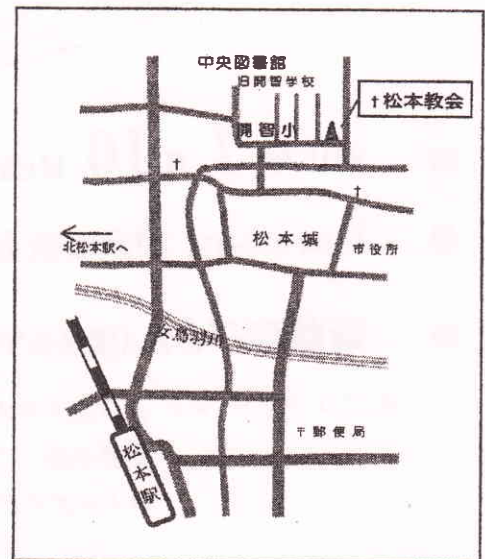 中央図書館
旧開智学校
†松本教会
開智小
†
†
松本城
市役所
北松本駅へ
女鳥羽川
〒郵便局
松本駅